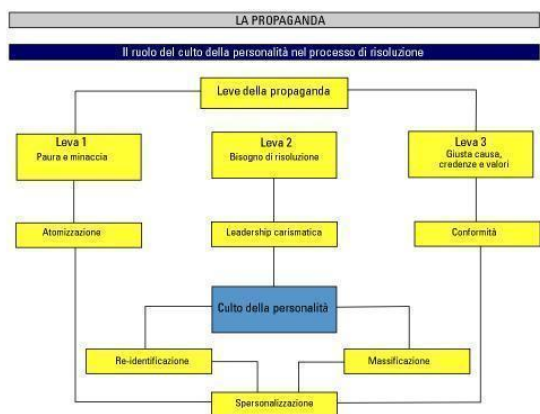 LA PROPAGANDA
Il ruolo del culto della personalità nel processo di risoluzione
Leve della propaganda
Leva 1
Paura e minaccia
Leva 2
Bisogno di risoluzione
Leva 3
Giusta causa,
credenze e valori
Atomizzazione
Leadership carismatica
Conformità
Culto della personalità
Re-identificazione
Massificazione
Spersonalizzazione